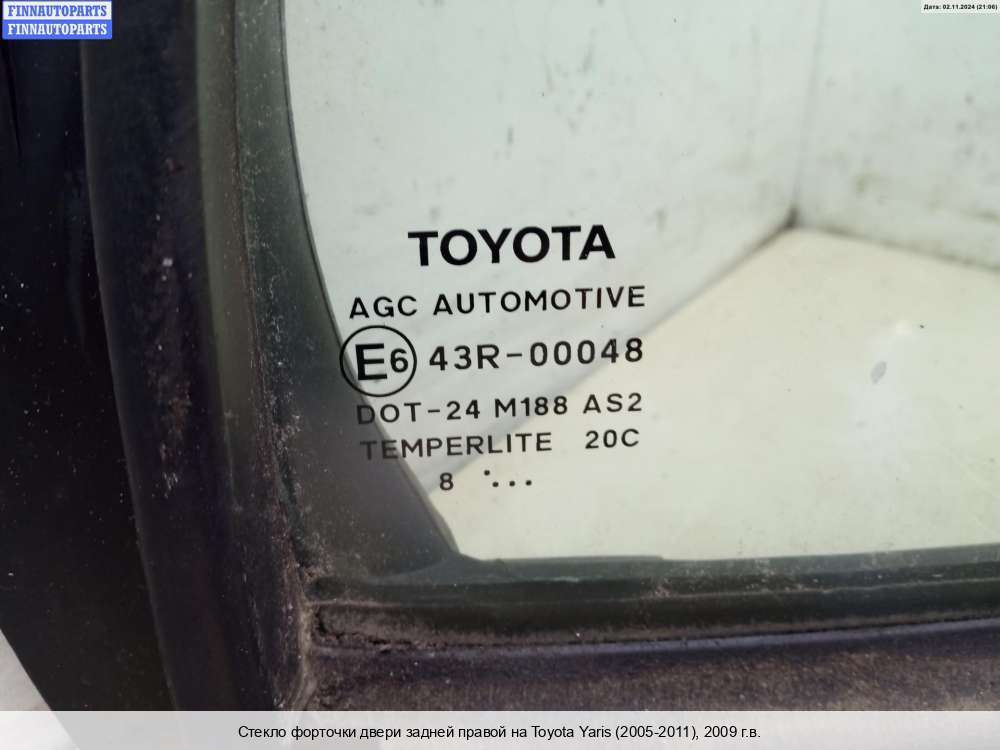 FINNAUTOPARTS
FINNAUTOPARTS
Дата: 02.11.2024 (21:06)
TOYOTA
AGC AUTOMOTIVE
E6 43R-00048
DOT-24 M188 AS2
TEMPERLITE 20C
8 ˙...
Стекло форточки двери задней правой на Toyota Yaris (2005-2011), 2009 г.в.